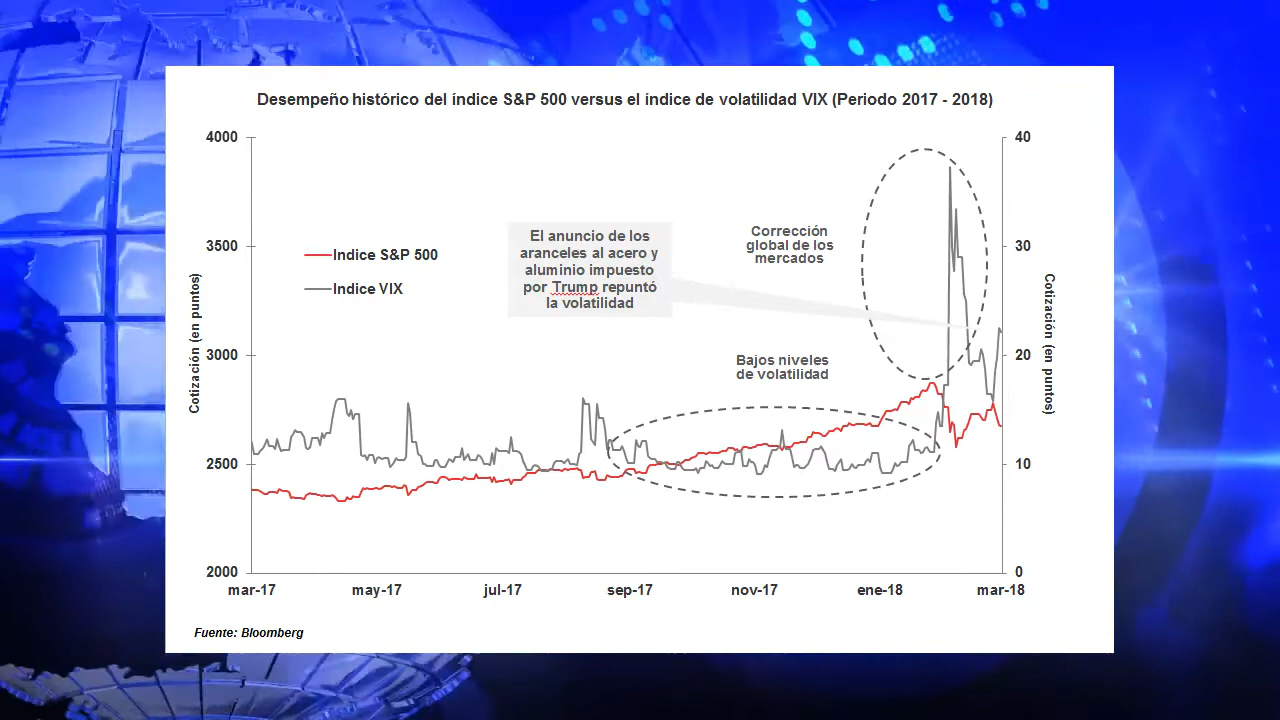 Desempeño histórico del índice S&P 500 versus el índice de volatilidad VIX (Periodo 2017 - 2018)
4000
3500
3000
2500
2000
Cotización (en puntos)
Indice S&P 500
Indice VIX
El anuncio de los
aranceles al acero y
aluminio impuesto
por Trump repuntó
la volatilidad
Corrección
global de los
mercados
Bajos niveles
de volatilidad
40
30
20
10
0
Cotización (en puntos)
mar-17
may-17
jul-17
sep-17
nov-17
ene-18
mar-18
Fuente: Bloomberg